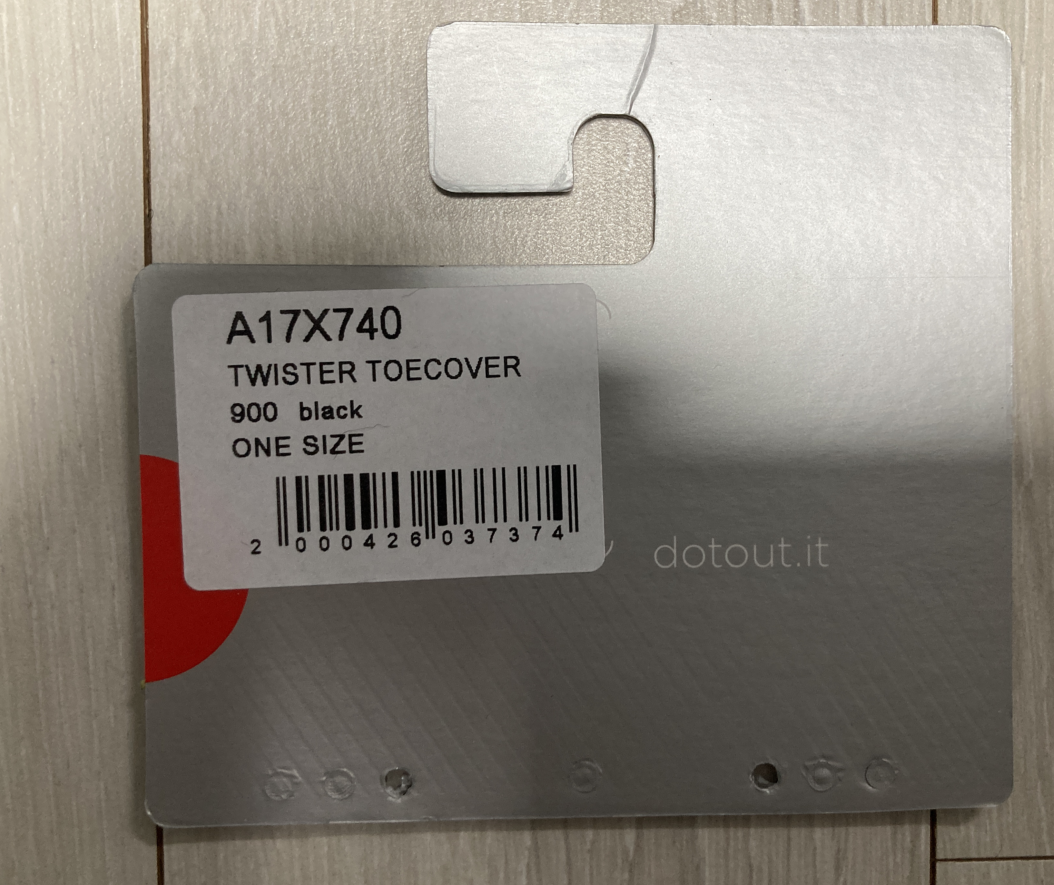 A17X740
TWISTER TOECOVER
900 black
ONE SIZE
2 000426 037374
dotout.it